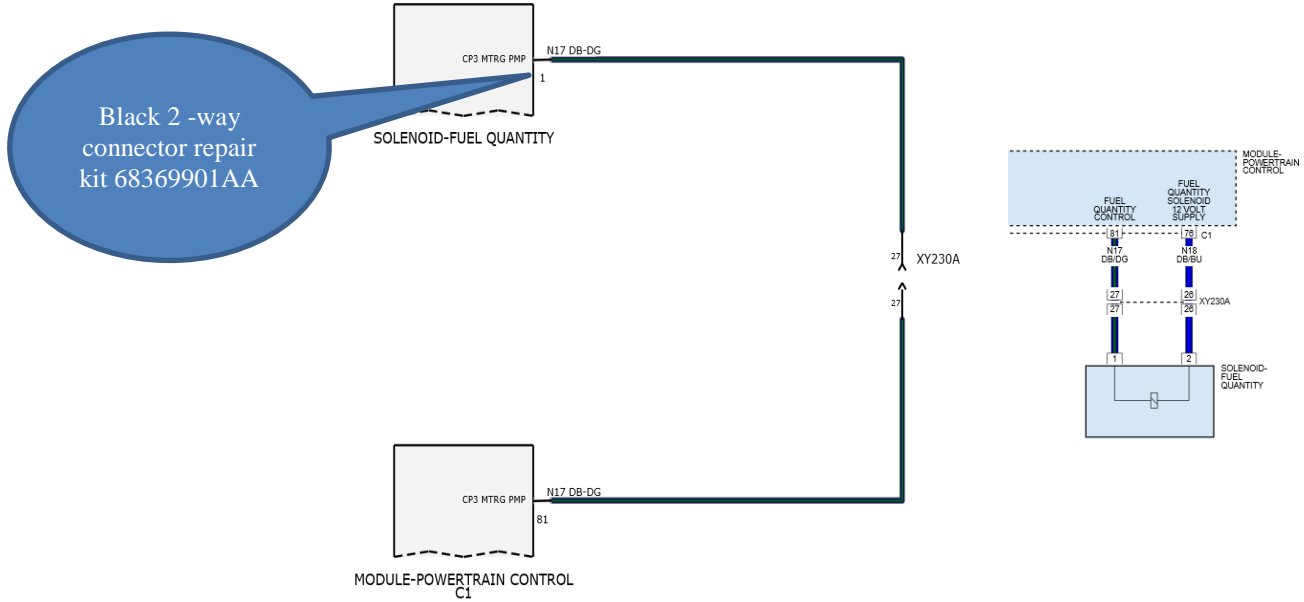 Black 2 -way
connector repair
kit 68369901AA
CP3 MTRG PMP
N17 DB-DG
1
SOLENOID-FUEL QUANTITY
27
XY230A
27
CP3 MTRG PMP
N17 DB-DG
81
MODULE-POWERTRAIN CONTROL
C1
MODULE-
POWERTRAIN
CONTROL
FUEL
QUANTITY
CONTROL
FUEL
QUANTITY
SOLENOID
12 VOLT
SUPPLY
81
76
C1
N17
DB/DG
N18
DB/BU
27
26
XY230A
27
26
1
2
SOLENOID-
FUEL
QUANTITY